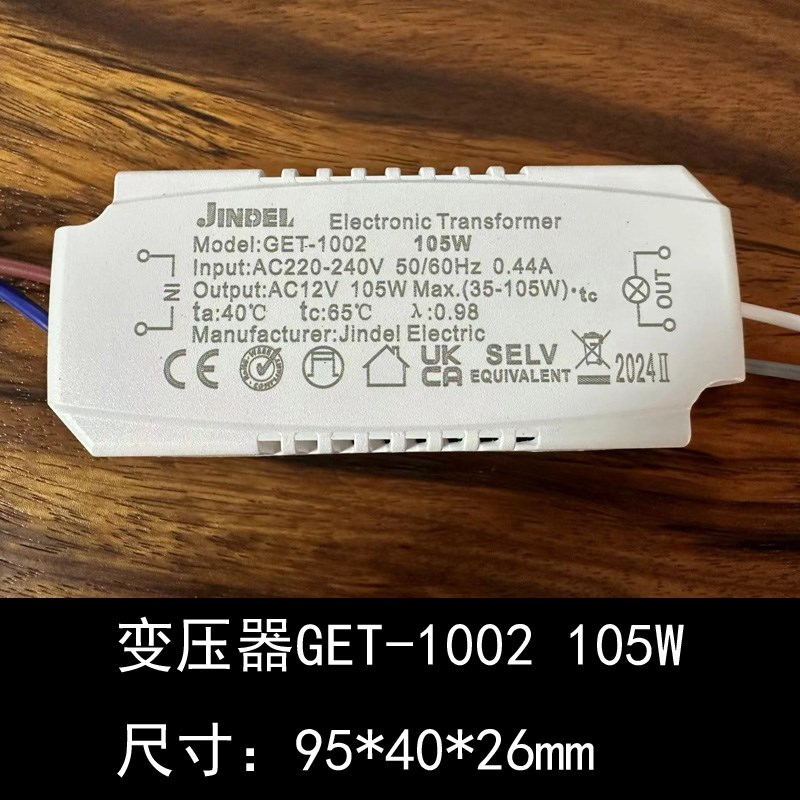 JINDEL Electronic Transformer
Model:GET-1002 105W
Input:AC220-240V 50/60Hz 0.44A
Output:AC12V 105W Max.(35-105W) •tc
ta:40℃ tc:65℃ λ:0.98
Manufacturer:Jindel Electric
IN
OUT
CE
UK
CA
SELV
EQUIVALENT
2024Ⅱ
变压器GET-1002 105W
尺寸：95*40*26mm